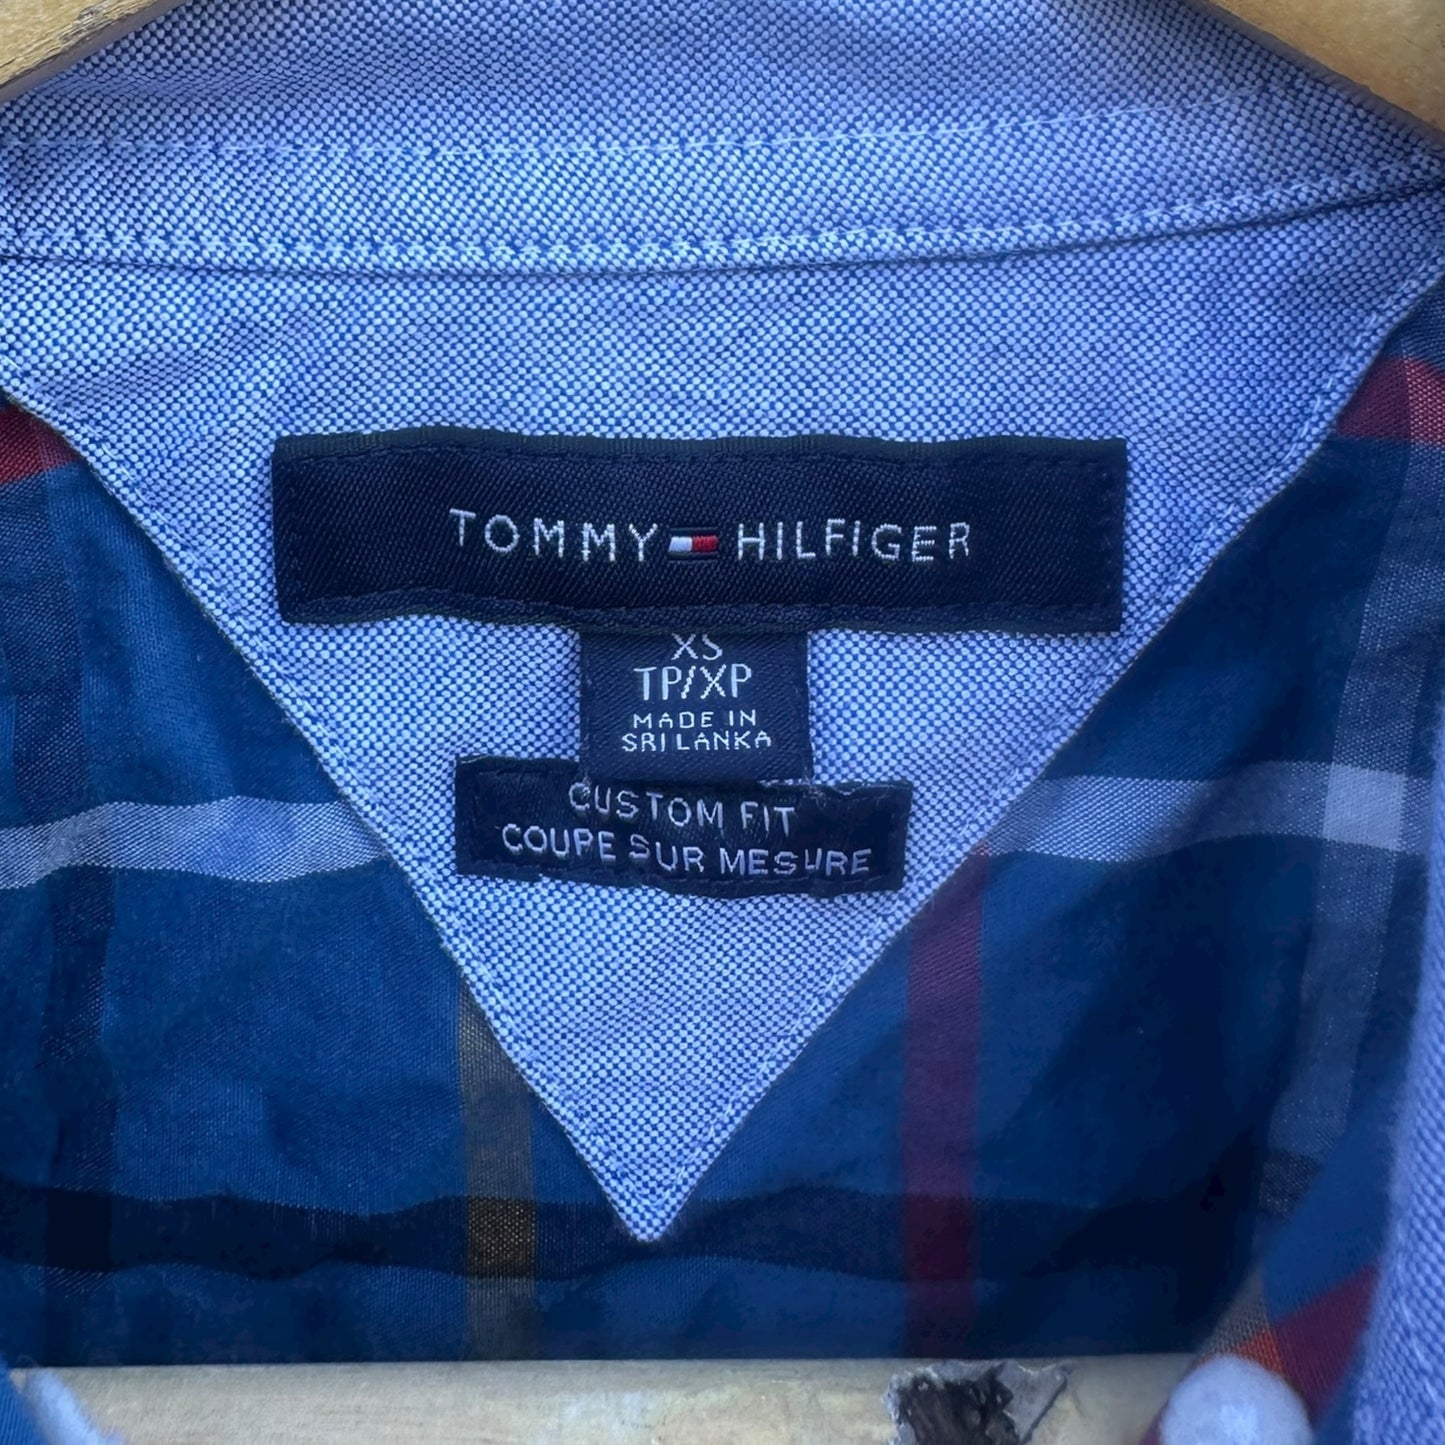 TOMMY HILFIGER
XS
TP/XP
MADE IN
SRI LANKA
CUSTOM FIT
COUPE SUR MESURE